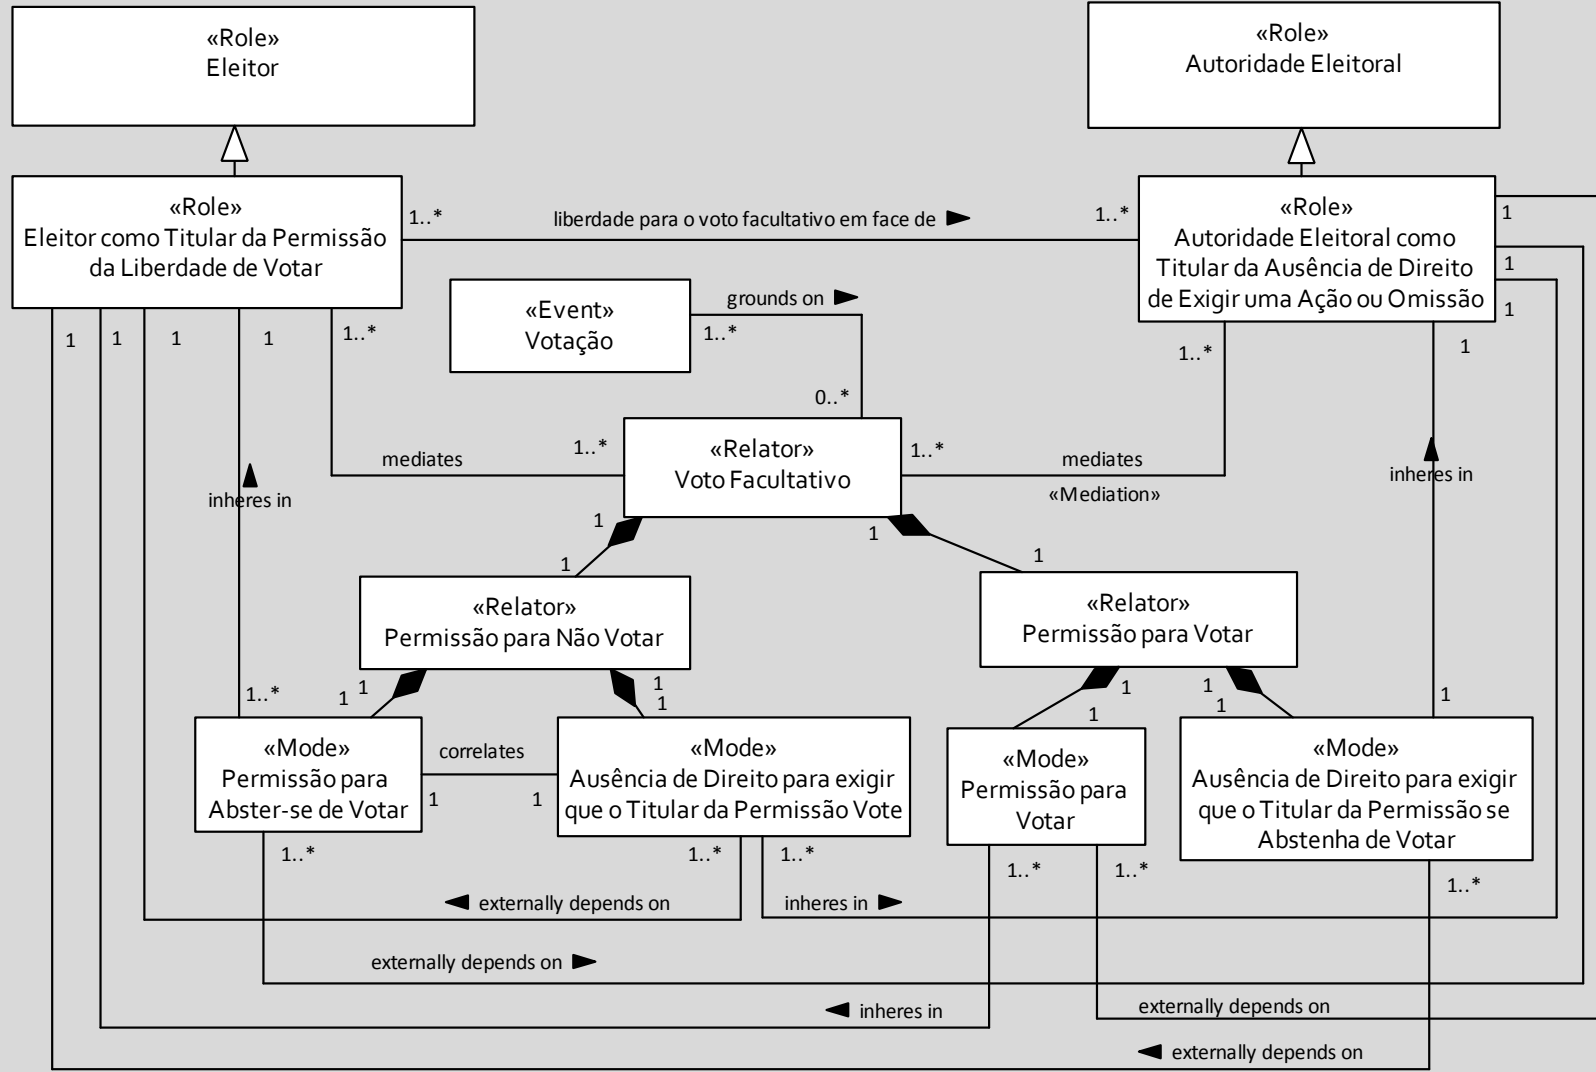 «Role»
Eleitor
«Role»
Autoridade Eleitoral
«Role»
Eleitor como Titular da Permissão
da Liberdade de Votar
1..*
liberdade para o voto facultativo em face de
1..*
«Role»
Autoridade Eleitoral como
Titular da Ausência de Direito
de Exigir uma Ação ou Omissão
1
1
1
«Event»
Votação
grounds on
1..*
0..*
1
1
1
1
1..*
1..*
1
«Relator»
Voto Facultativo
1..*
mediates
1..*
mediates
«Mediation»
inheres in
inheres in
1
1
1
1
«Relator»
Permissão para Não Votar
«Relator»
Permissão para Votar
1..*
1
1
1
1
1
1
1
1
1
«Mode»
Permissão para
Abster-se de Votar
correlates
1
1
«Mode»
Ausência de Direito para exigir
que o Titular da Permissão Vote
«Mode»
Permissão para
Votar
«Mode»
Ausência de Direito para exigir
que o Titular da Permissão se
Abstenha de Votar
1..*
1..*
1..*
1..*
1..*
1..*
externally depends on
inheres in
externally depends on
inheres in
externally depends on
externally depends on